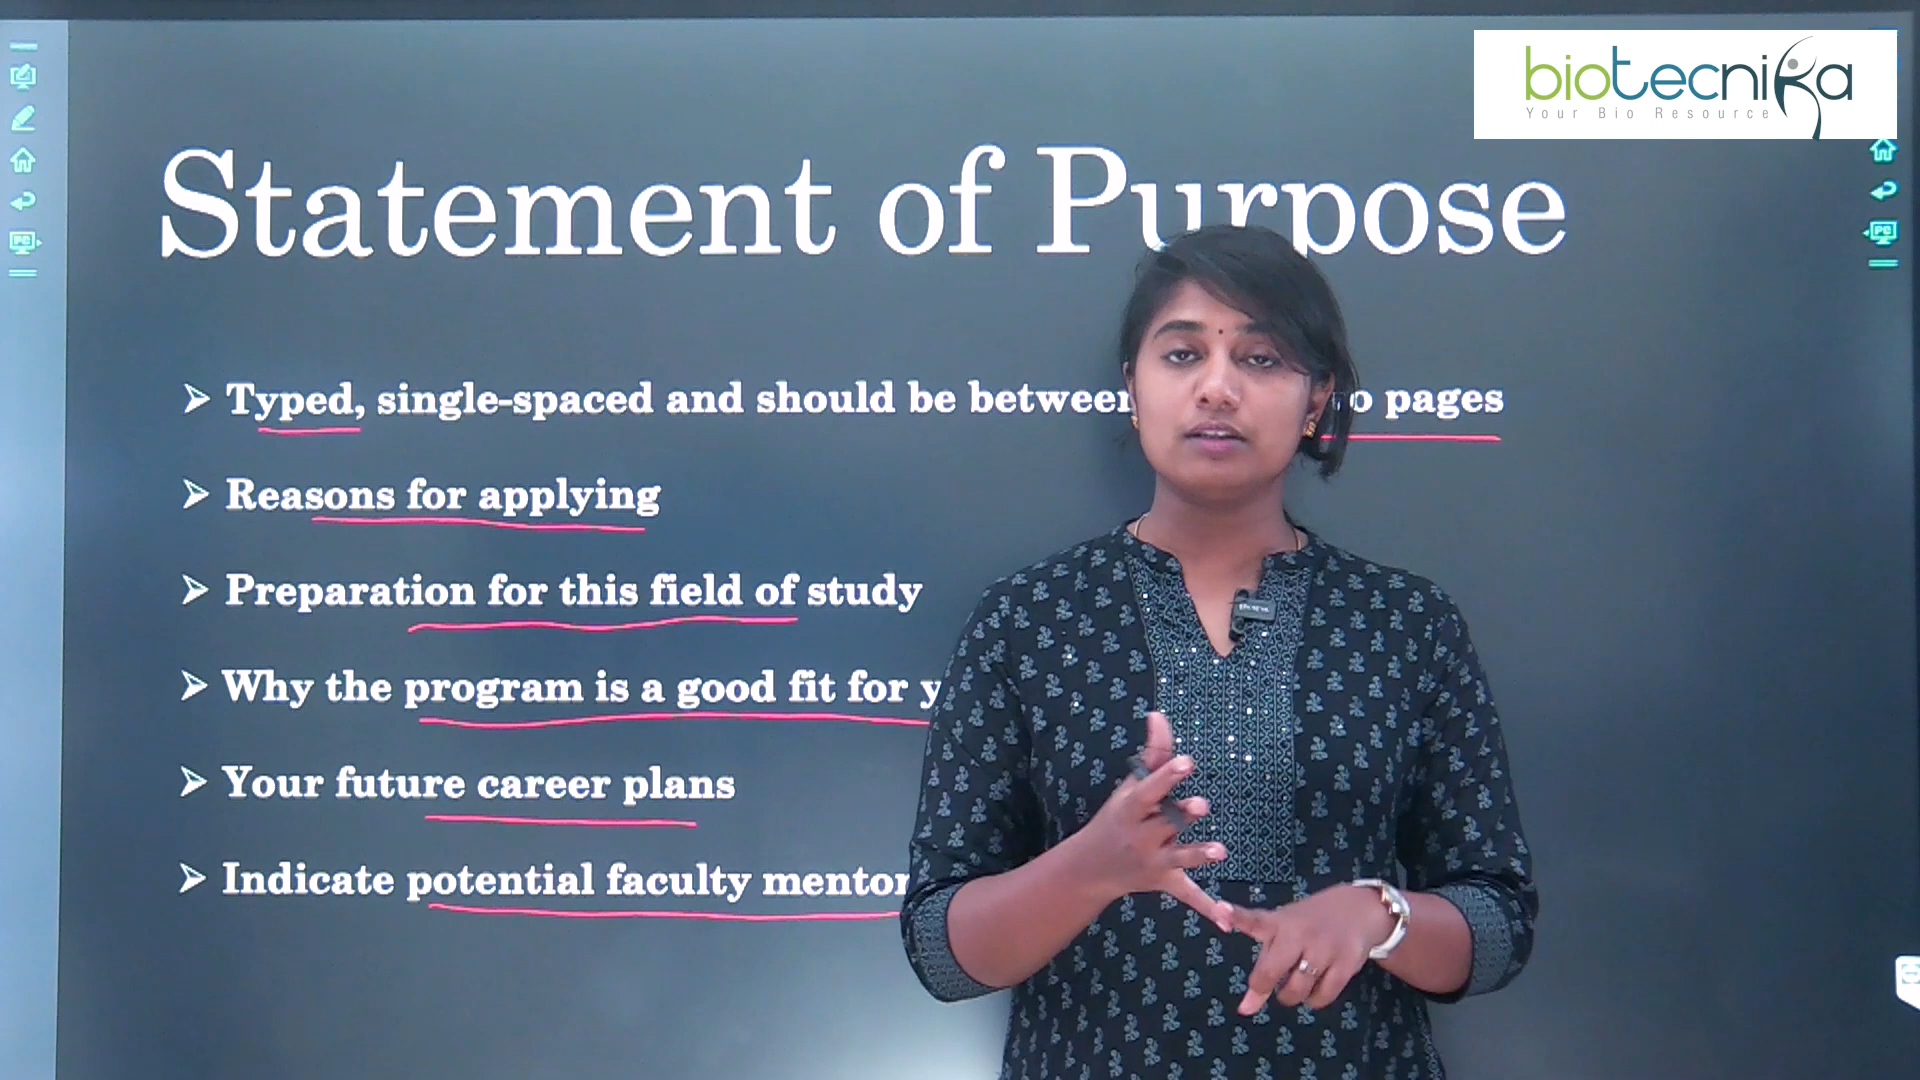 biotecnika
Your Bio Resource
Statement of Purpose
Typed, single-spaced and should be between pages
Reasons for applying
Preparation for this field of study
Why the program is a good fit for
Your future career plans
Indicate potential faculty
PC
PC